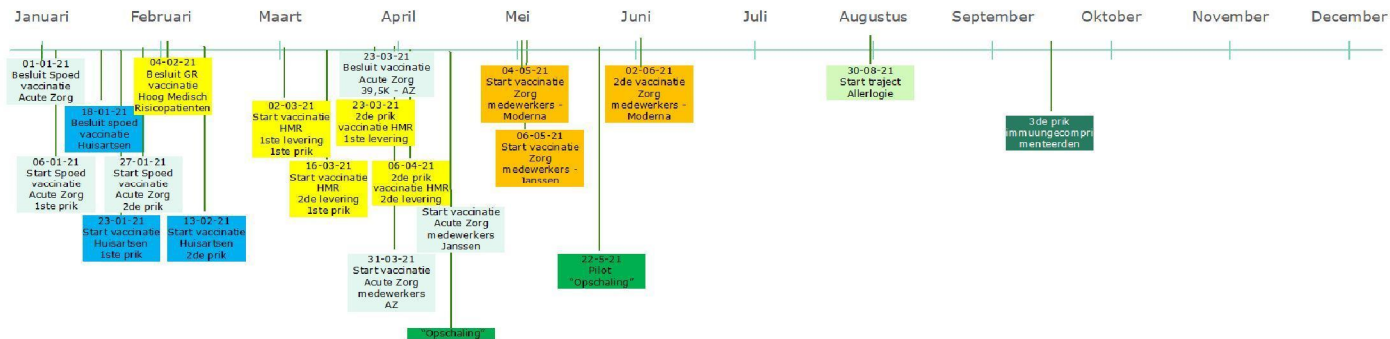 Januari
Februari
Maart
April
Mei
Juni
Juli
Augustus
September
Oktober
November
December
01-01-21
Besluit Spoed
vaccinatie
Acute Zorg
06-01-21
Start Spoed
vaccinatie
Acute Zorg
1ste prik
18-01-21
Besluit spoed
vaccinatie
Huisartsen
23-01-21
Start vaccinatie
Huisartsen
1ste prik
27-01-21
Start Spoed
vaccinatie
Acute Zorg
2de prik
04-02-21
Besluit GR
vaccinatie
Hoog Medisch
Risicopatienten
13-02-21
Start vaccinatie
Huisartsen
2de prik
02-03-21
Start vaccinatie
HMR
1ste levering
1ste prik
16-03-21
Start vaccinatie
HMR
2de levering
1ste prik
23-03-21
Besluit vaccinatie
Acute Zorg
39,5K - AZ
23-03-21
2de prik
vaccinatie HMR
1ste levering
31-03-21
Start vaccinatie
Acute Zorg
medewerkers
AZ
06-04-21
2de prik
vaccinatie HMR
2de levering
Start vaccinatie
Acute Zorg
medewerkers
Janssen
"Opschaling"
04-05-21
Start vaccinatie
Zorg
medewerkers -
Moderna
06-05-21
Start vaccinatie
Zorg
medewerkers -
Janssen
22-5-21
Pilot
"Opschaling"
02-06-21
2de vaccinatie
Zorg
medewerkers -
Moderna
30-08-21
Start traject
Allerlogie
3de prik
immuungecompri
menteerden